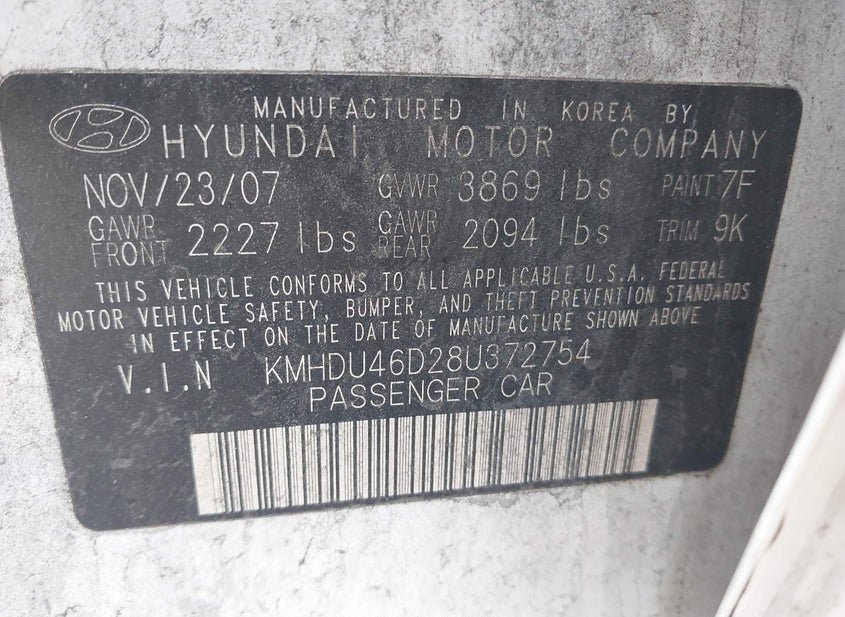 MANUFACTURED IN KOREA BY
HYUNDAI MOTOR COMPANY
NOV/23/07 GVWR 3869 lbs PAINT 7F
GAWR FRONT 2227 lbs GAWR REAR 2094 lbs TRIM 9K
THIS VEHICLE CONFORMS TO ALL APPLICABLE U.S.A. FEDERAL
MOTOR VEHICLE SAFETY, BUMPER, AND THEFT PREVENTION STANDARDS
IN EFFECT ON THE DATE OF MANUFACTURE SHOWN ABOVE
V.I.N KMHDU46D28U372754
PASSENGER CAR